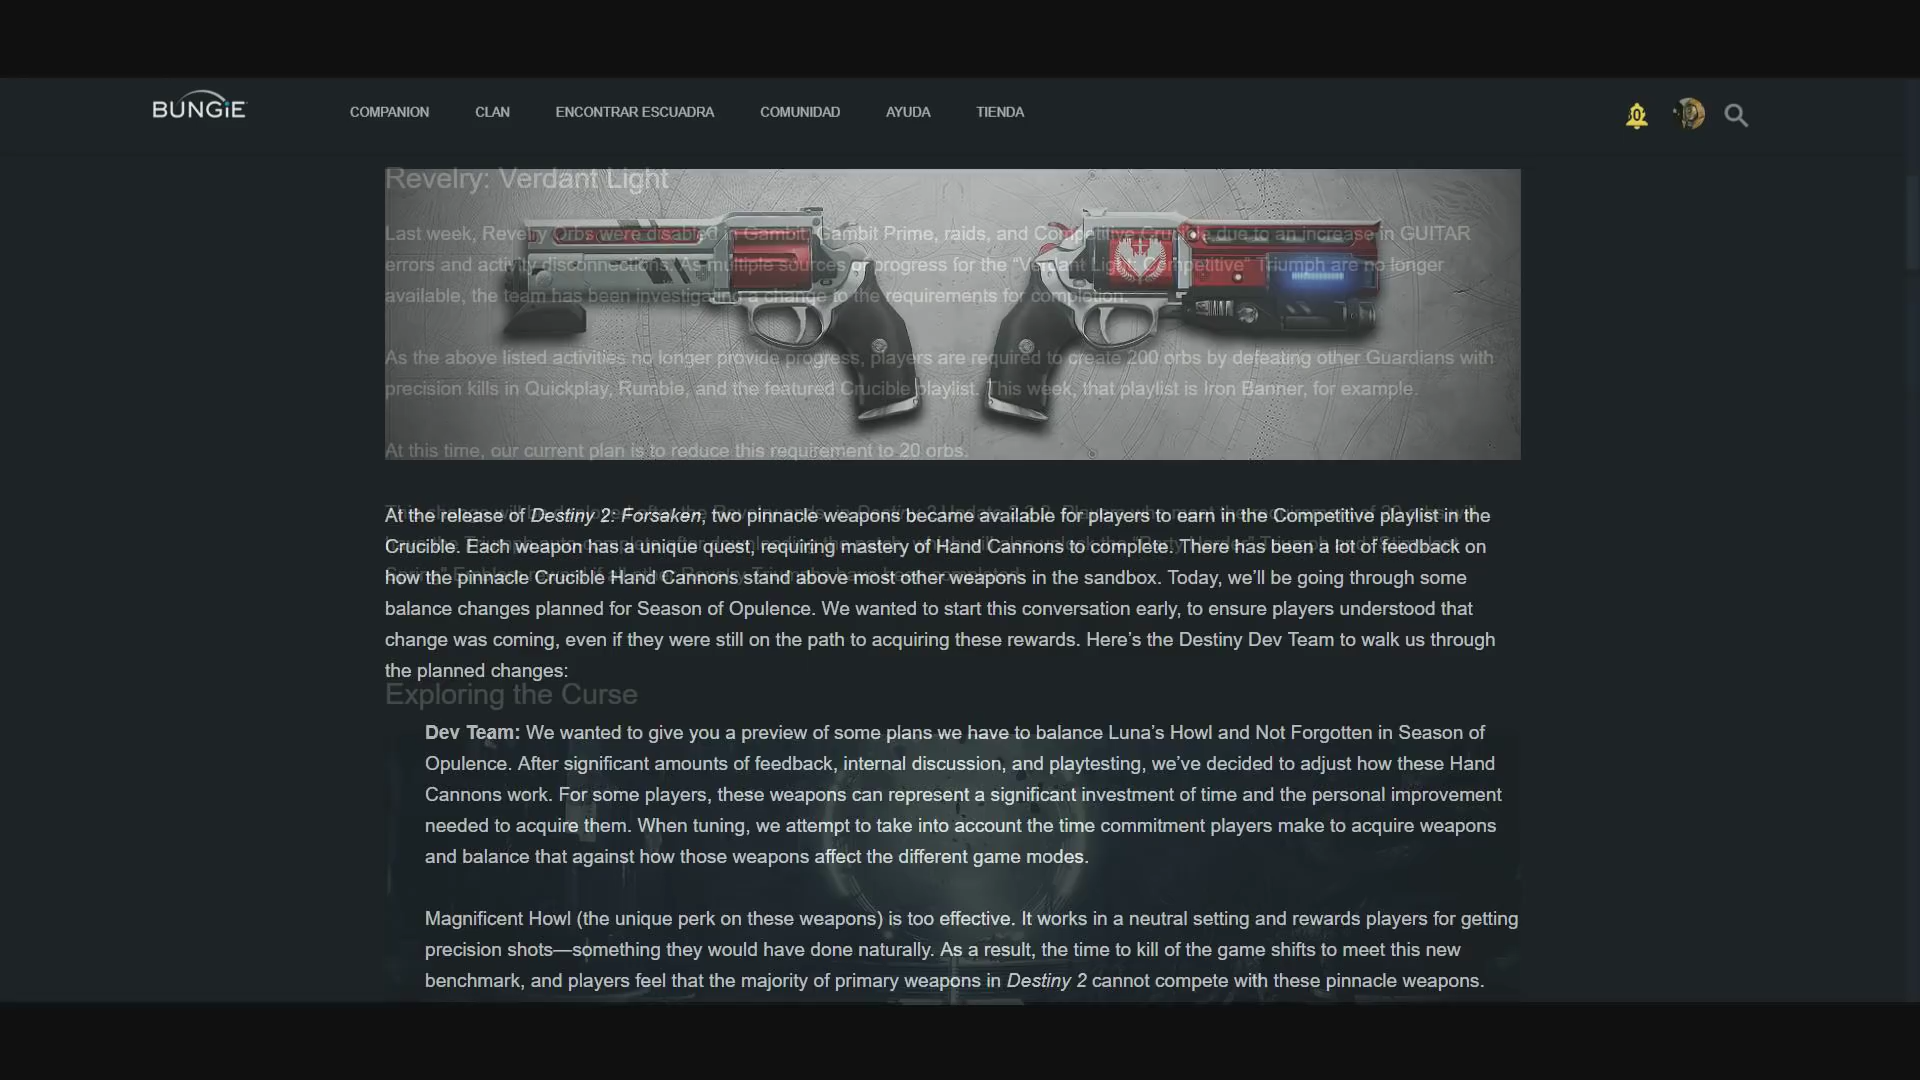 BUNGiE
COMPANION CLAN ENCONTRAR ESCUADRA COMUNIDAD AYUDA TIENDA
Revelry: Verdant Light
Last week, Revelry Orbs were disabled in Gambit, Gambit Prime, raids, and Competitive Crucible due to an increase in GUITAR
errors and activity disconnections. As multiple sources of progress for the “Verdant Light: Competitive” Triumph are no longer
available, the team has been investigating a change to the requirements for completion.
As the above listed activities no longer provide progress, players are required to create 200 orbs by defeating other Guardians with
precision kills in Quickplay, Rumble, and the featured Crucible playlist. This week, that playlist is Iron Banner, for example.
At this time, our current plan is to reduce this requirement to 20 orbs.
At the release of Destiny 2: Forsaken, two pinnacle weapons became available for players to earn in the Competitive playlist in the
Crucible. Each weapon has a unique quest, requiring mastery of Hand Cannons to complete. There has been a lot of feedback on
how the pinnacle Crucible Hand Cannons stand above most other weapons in the sandbox. Today, we’ll be going through some
balance changes planned for Season of Opulence. We wanted to start this conversation early, to ensure players understood that
change was coming, even if they were still on the path to acquiring these rewards. Here’s the Destiny Dev Team to walk us through
the planned changes:
Exploring the Curse
Dev Team: We wanted to give you a preview of some plans we have to balance Luna’s Howl and Not Forgotten in Season of
Opulence. After significant amounts of feedback, internal discussion, and playtesting, we’ve decided to adjust how these Hand
Cannons work. For some players, these weapons can represent a significant investment of time and the personal improvement
needed to acquire them. When tuning, we attempt to take into account the time commitment players make to acquire weapons
and balance that against how those weapons affect the different game modes.
Magnificent Howl (the unique perk on these weapons) is too effective. It works in a neutral setting and rewards players for getting
precision shots—something they would have done naturally. As a result, the time to kill of the game shifts to meet this new
benchmark, and players feel that the majority of primary weapons in Destiny 2 cannot compete with these pinnacle weapons.